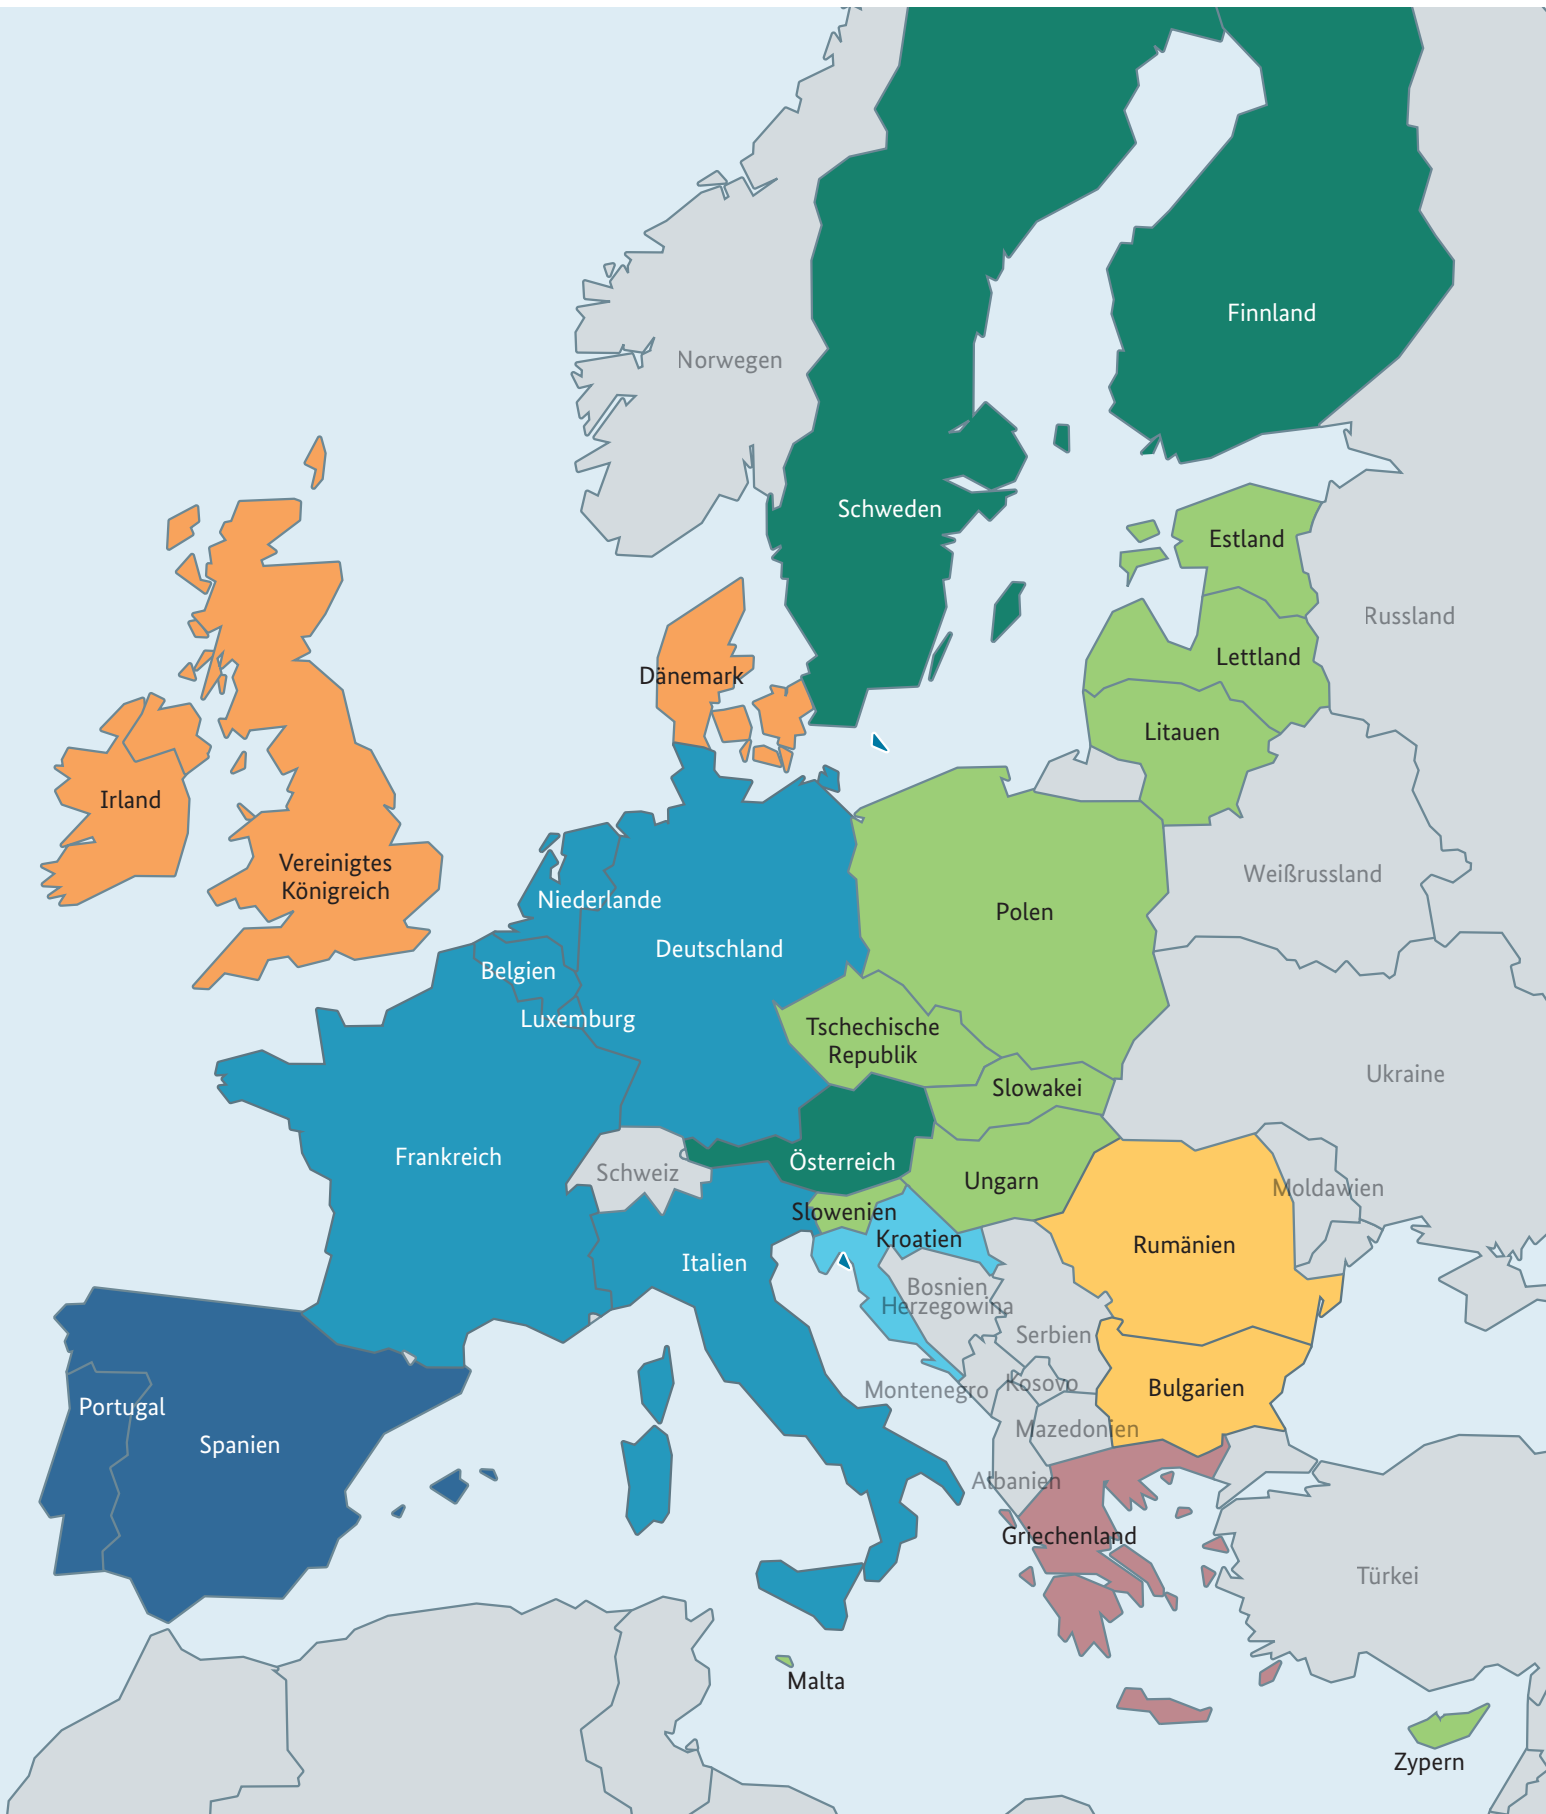 Finnland
Norwegen
Schweden
Estland
Russland
Lettland
Dänemark
Litauen
Irland
Vereinigtes
Königreich
Weißrussland
Niederlande
Polen
Deutschland
Belgien
Luxemburg
Tschechische
Republik
Ukraine
Slowakei
Frankreich
Österreich
Schweiz
Ungarn
Moldawien
Slowenien
Kroatien
Rumänien
Italien
Bosnien
Herzegowina
Serbien
Kosovo
Montenegro
Bulgarien
Portugal
Mazedonien
Spanien
Albanien
Griechenland
Türkei
Malta
Zypern